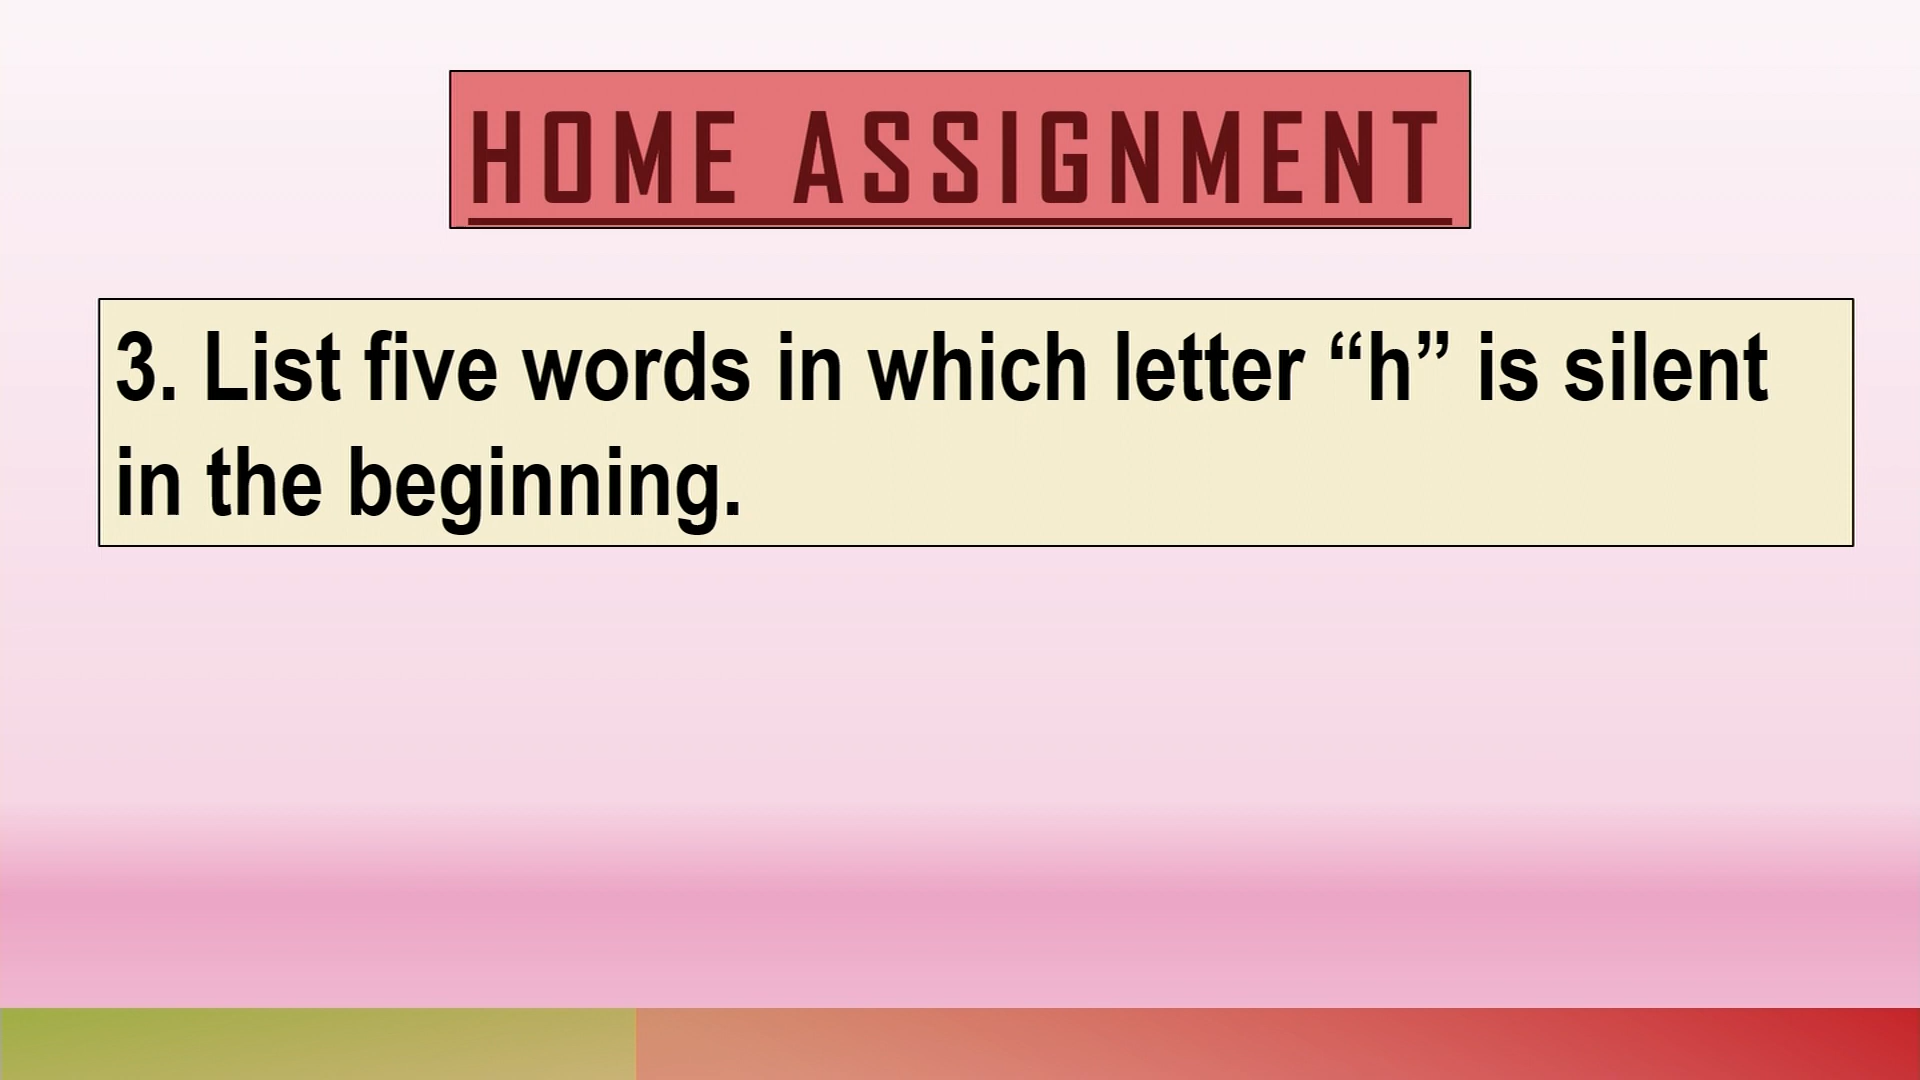 HOME ASSIGNMENT
3. List five words in which letter “h” is silent
in the beginning.